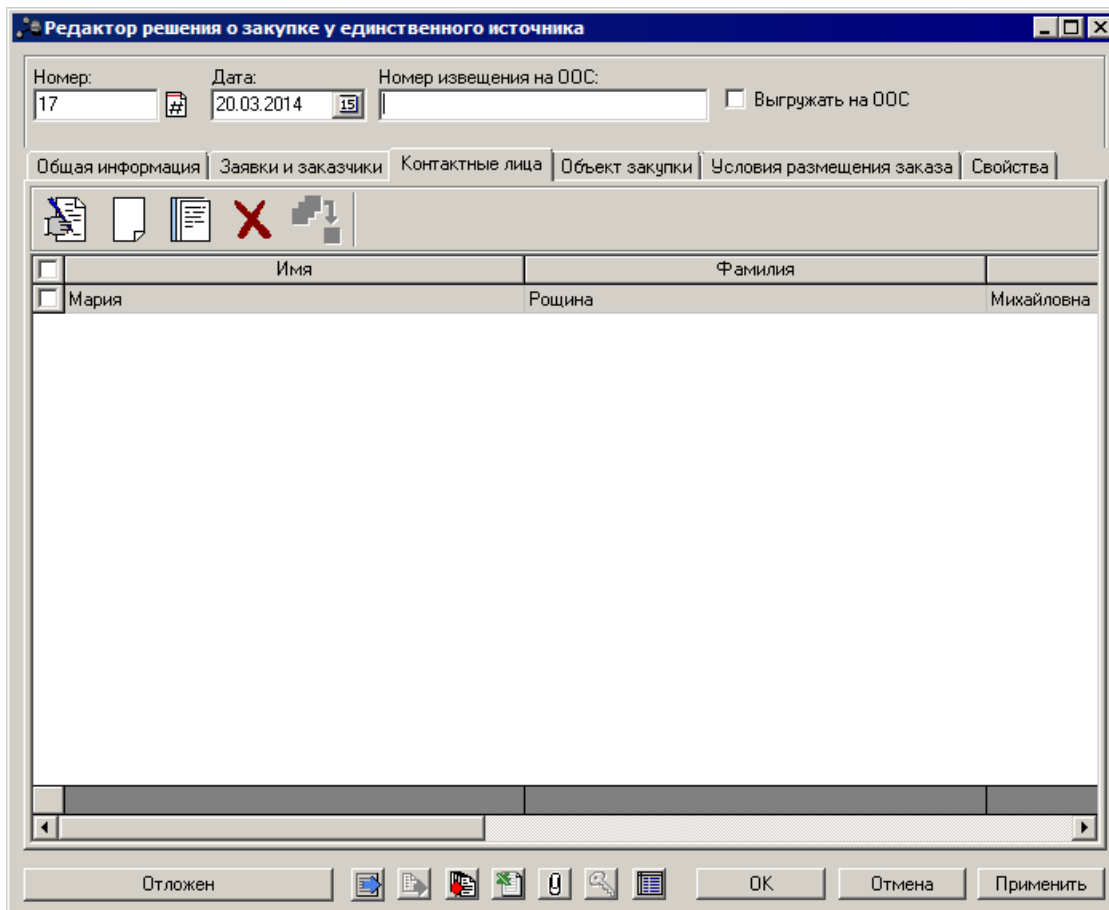 Редактор решения о закупке у единственного источника
Номер: Дата: Номер извещения на ООС:
17 20.03.2014 15 Выгружать на ООС
Общая информация Заявки и заказчики Контактные лица Объект закупки Условия размещения заказа Свойства
Имя Фамилия
Мария Рощина Михайловна
Отложен OK Отмена Применить